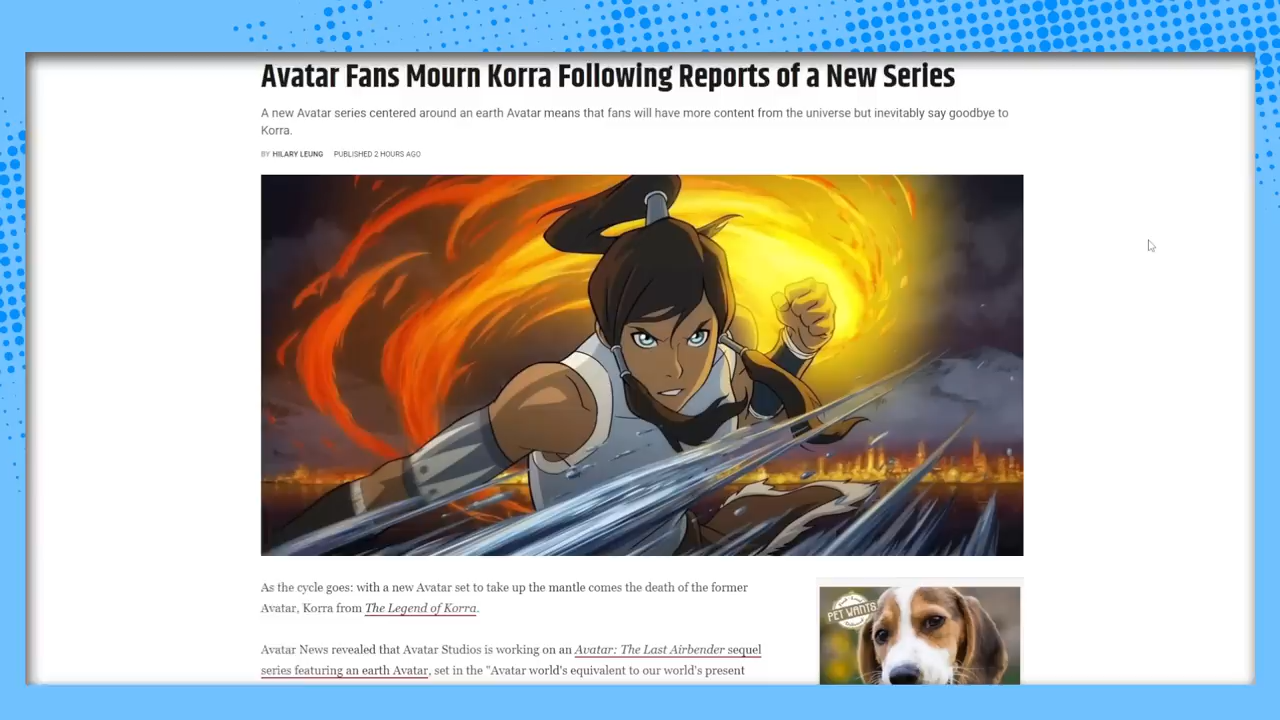 Avatar Fans Mourn Korra Following Reports of a New Series
A new Avatar series centered around an earth Avatar means that fans will have more content from the universe but inevitably say goodbye to
Korra.
BY HILARY LEUNG PUBLISHED 2 HOURS AGO
As the cycle goes: with a new Avatar set to take up the mantle comes the death of the former
Avatar, Korra from The Legend of Korra.
PET WANTS
Avatar News revealed that Avatar Studios is working on an Avatar: The Last Airbender sequel
series featuring an earth Avatar, set in the "Avatar world's equivalent to our world's present